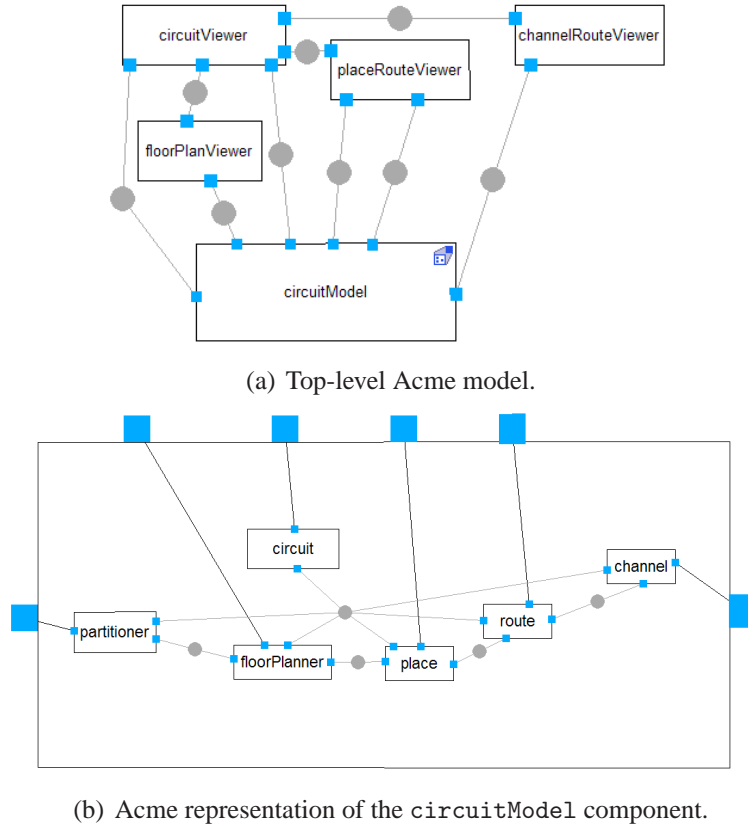 circuitViewer
channelRouteViewer
placeRouteViewer
floorPlanViewer
circuitModel
(a) Top-level Acme model.
circuit
channel
partitioner
route
floorPlanner
place
(b) Acme representation of the circuitModel component.